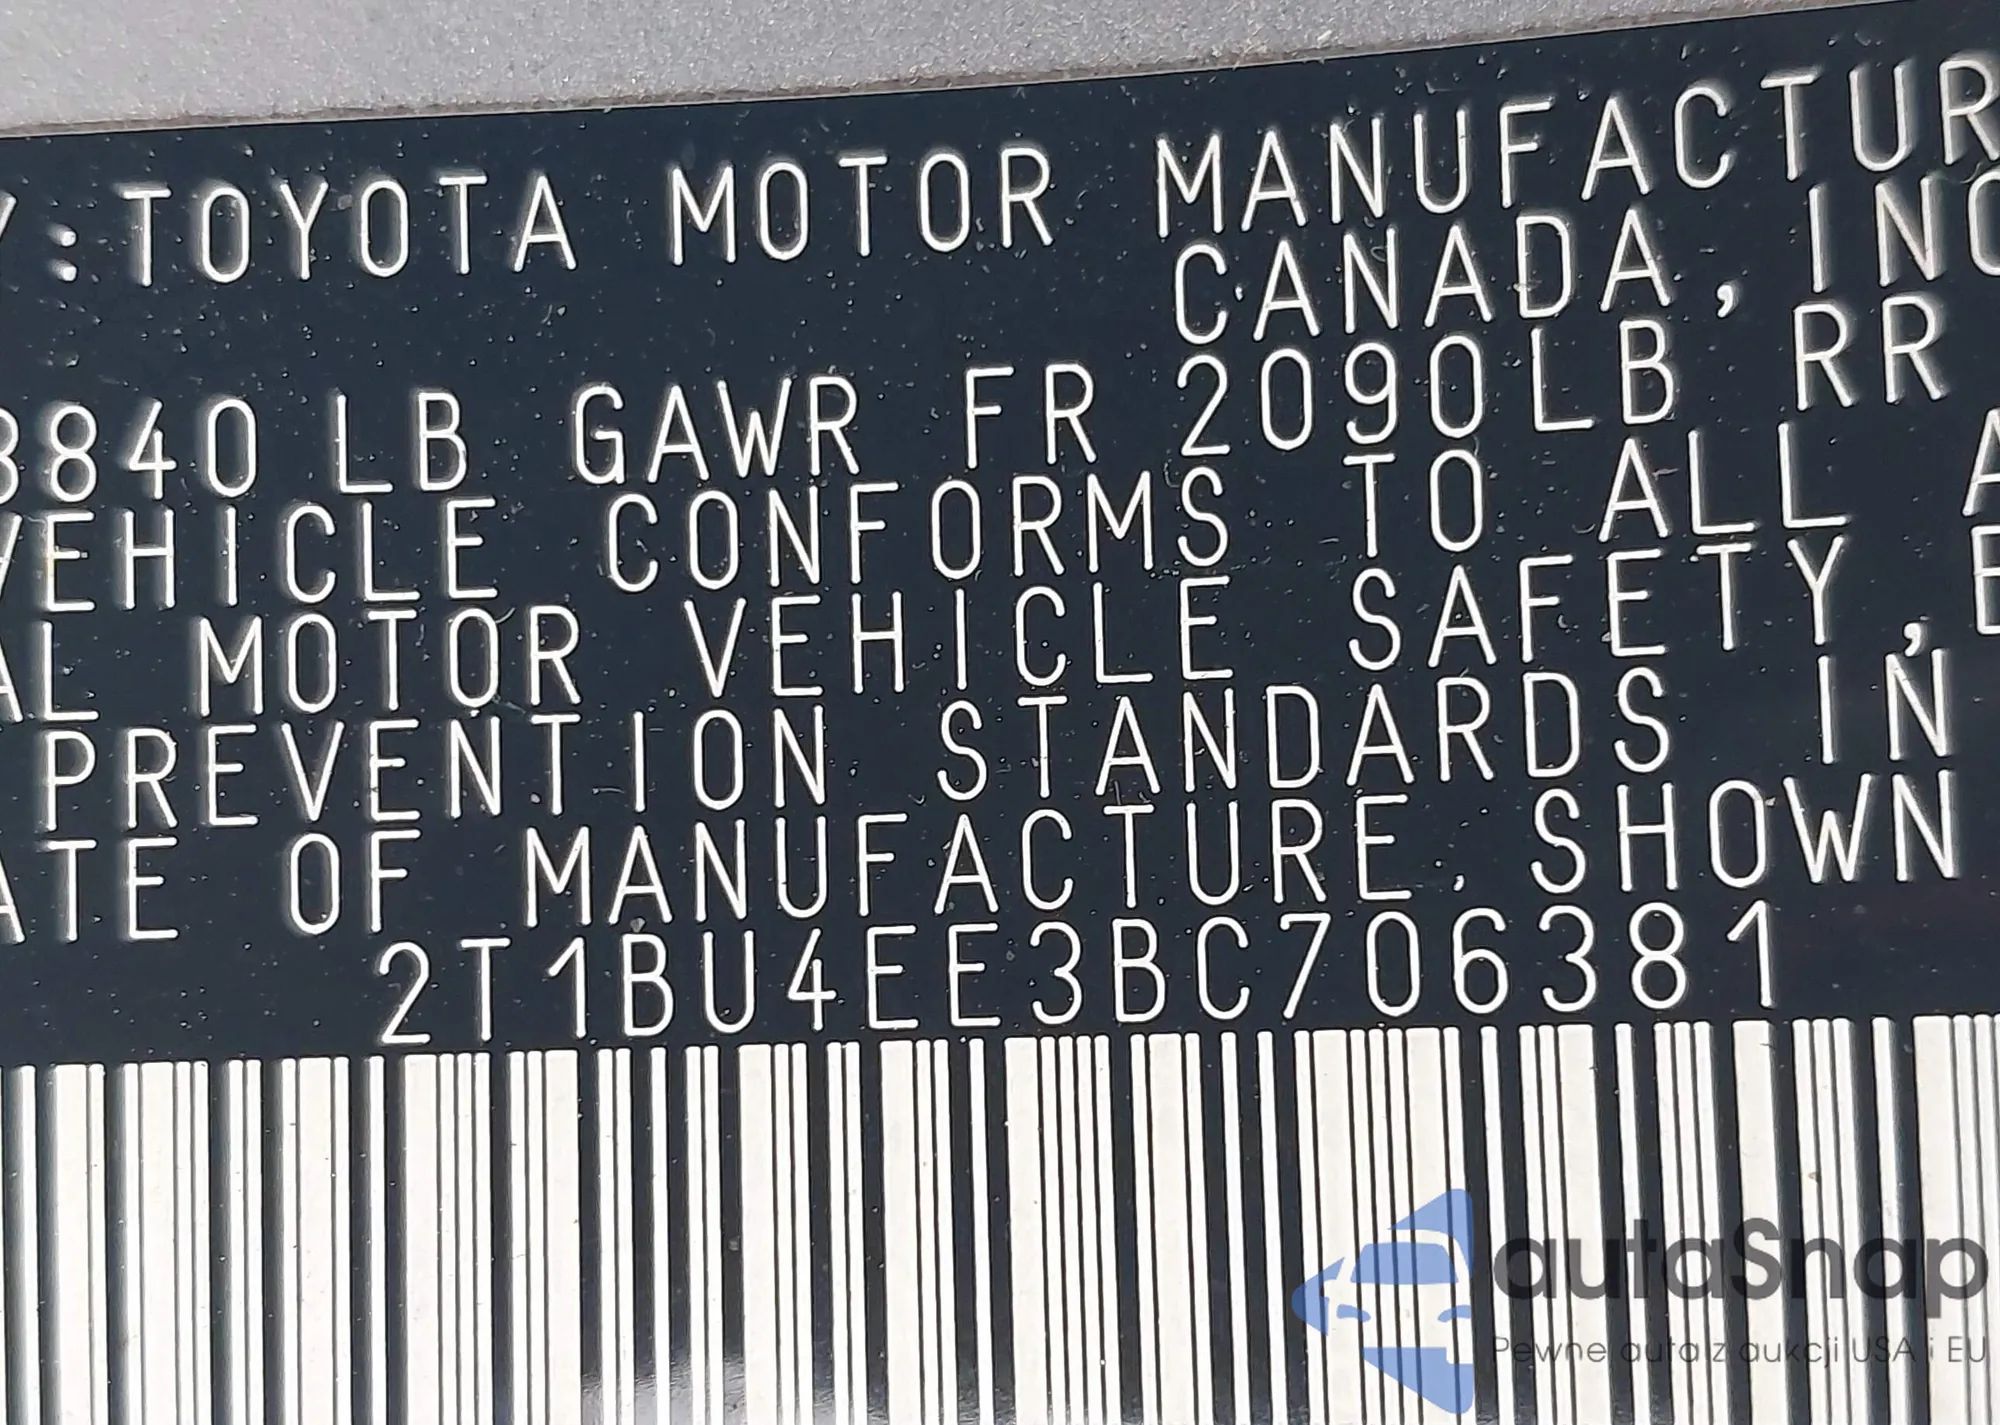 Y:TOYOTA MOTOR MANUFACTUR
CANADA, INC
3840 LB GAWR FR 2090LB RR
VEHICLE CONFORMS TO ALL A
AL MOTOR VEHICLE SAFETY,B
PREVENTION STANDARDS IN
ATE OF MANUFACTURE,SHOWN
2T1BU4EE3BC706381
autaSnap
Pewne auta z aukcji USA i EU